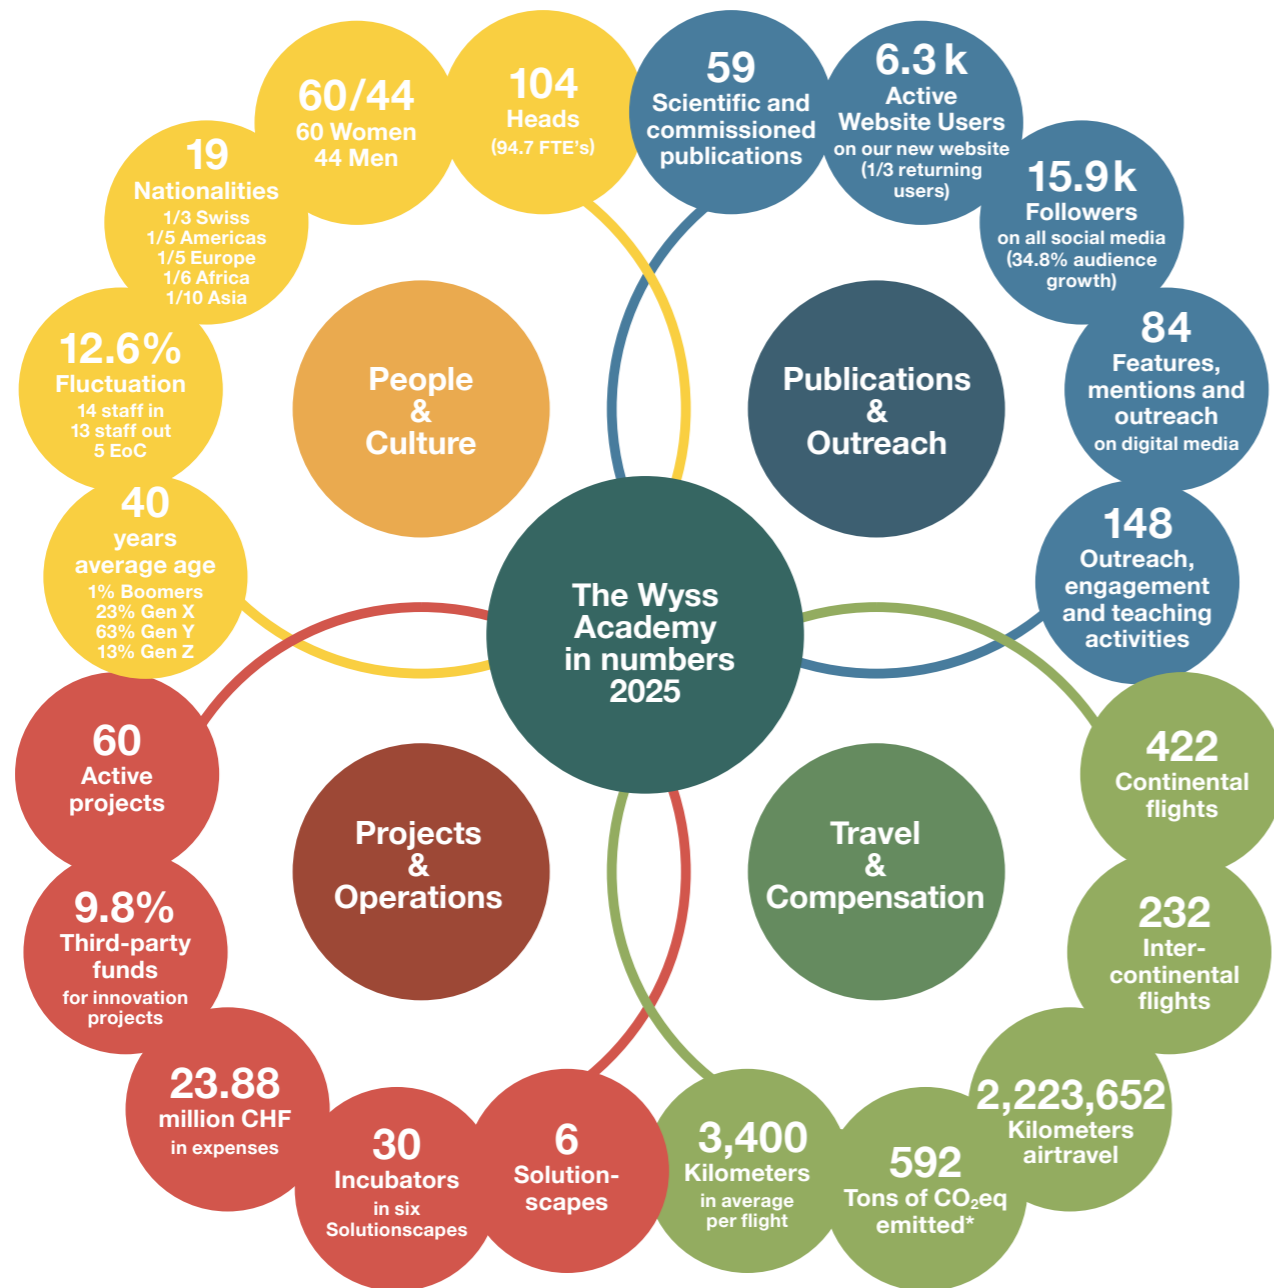 The Wyss
Academy
in numbers
2025
People
&
Culture
104
Heads
(94.7 FTE's)
60/44
60 Women
44 Men
19
Nationalities
1/3 Swiss
1/5 Americas
1/5 Europe
1/6 Africa
1/10 Asia
12.6%
Fluctuation
14 staff in
13 staff out
5 EoC
40
years
average age
1% Boomers
23% Gen X
63% Gen Y
13% Gen Z
Publications
&
Outreach
59
Scientific and
commissioned
publications
6.3 k
Active
Website Users
on our new website
(1/3 returning
users)
15.9 k
Followers
on all social media
(34.8% audience
growth)
84
Features,
mentions and
outreach
on digital media
148
Outreach,
engagement
and teaching
activities
Projects
&
Operations
60
Active
projects
9.8%
Third-party
funds
for innovation
projects
23.88
million CHF
in expenses
30
Incubators
in six
Solutionscapes
6
Solution-
scapes
Travel
&
Compensation
422
Continental
flights
232
Inter-
continental
flights
2,223,652
Kilometers
airtravel
592
Tons of CO₂eq
emitted*
3,400
Kilometers
in average
per flight